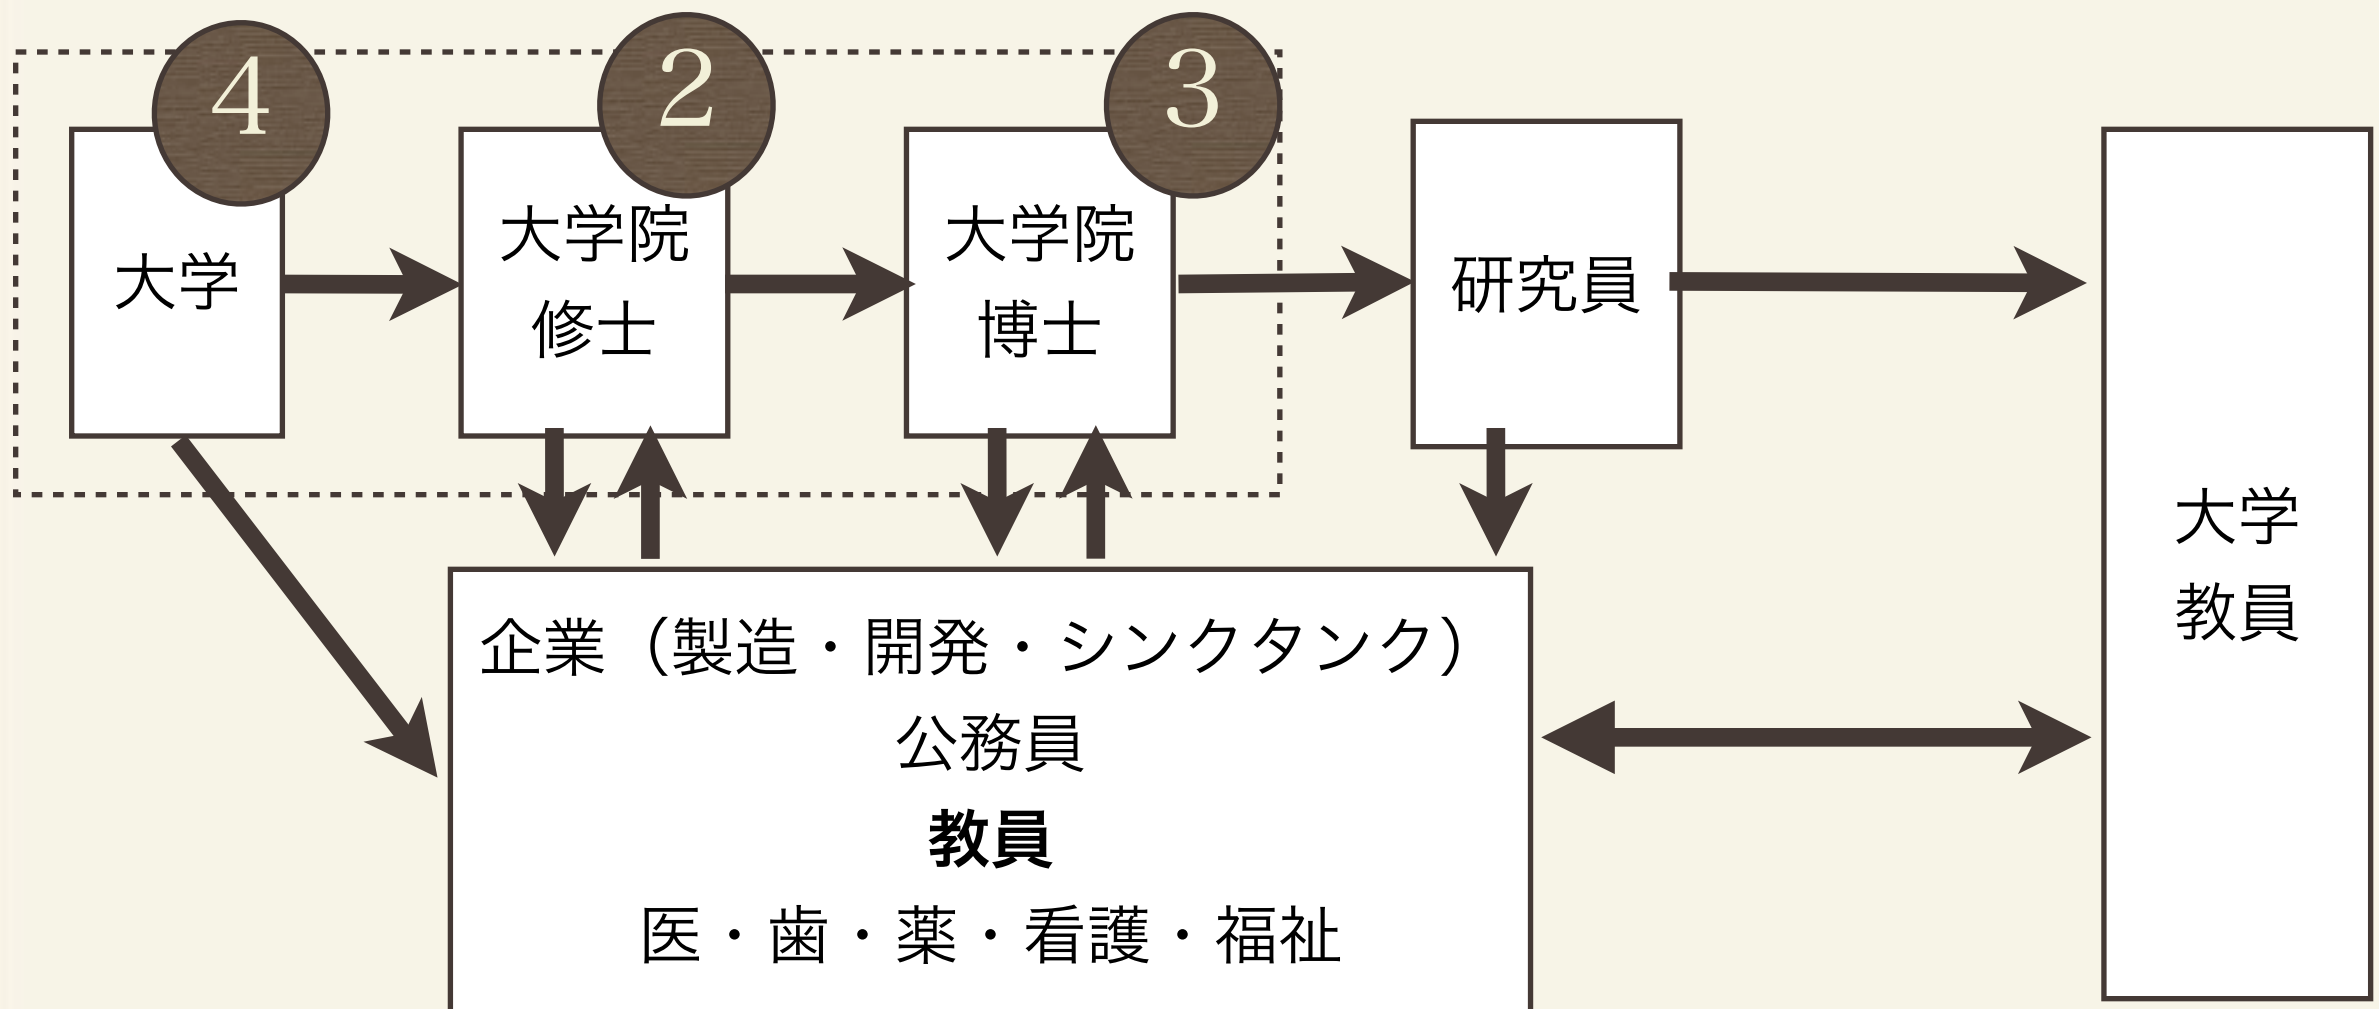 4
2
3
大学
大学院
修士
大学院
博士
研究員
大学
教員
企業（製造・開発・シンクタンク）
公務員
教員
医・歯・薬・看護・福祉